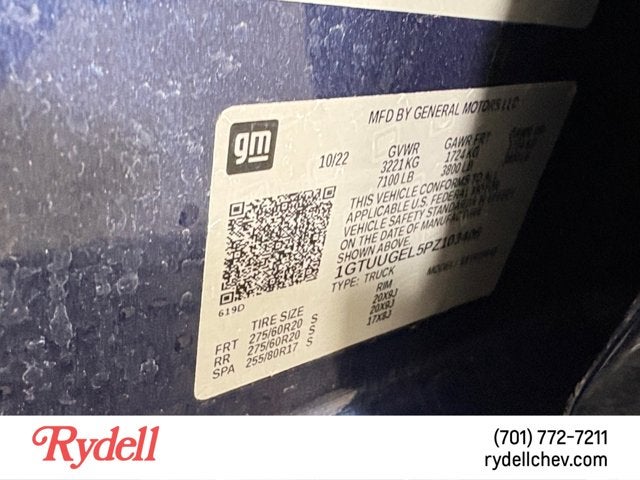 MFD BY GENERAL MOTORS LLC
gm
10/22 GVWR GAWR FRT
3221 KG 1724 KG
7100 LB 3800 LB
THIS VEHICLE CONFORMS TO ALL
APPLICABLE U.S. FEDERAL MOTOR
VEHICLE SAFETY STANDARDS IN EFFECT
ON THE DATE OF MANUFACTURE
SHOWN ABOVE.
1GTUUGEL5PZ103406
TYPE: TRUCK MODEL:
619D
TIRE SIZE RIM
FRT 275/60R20 S 20X9J
RR 275/60R20 S 20X9J
SPA 255/80R17 S 17X8J
Rydell
(701) 772-7211
rydellchev.com